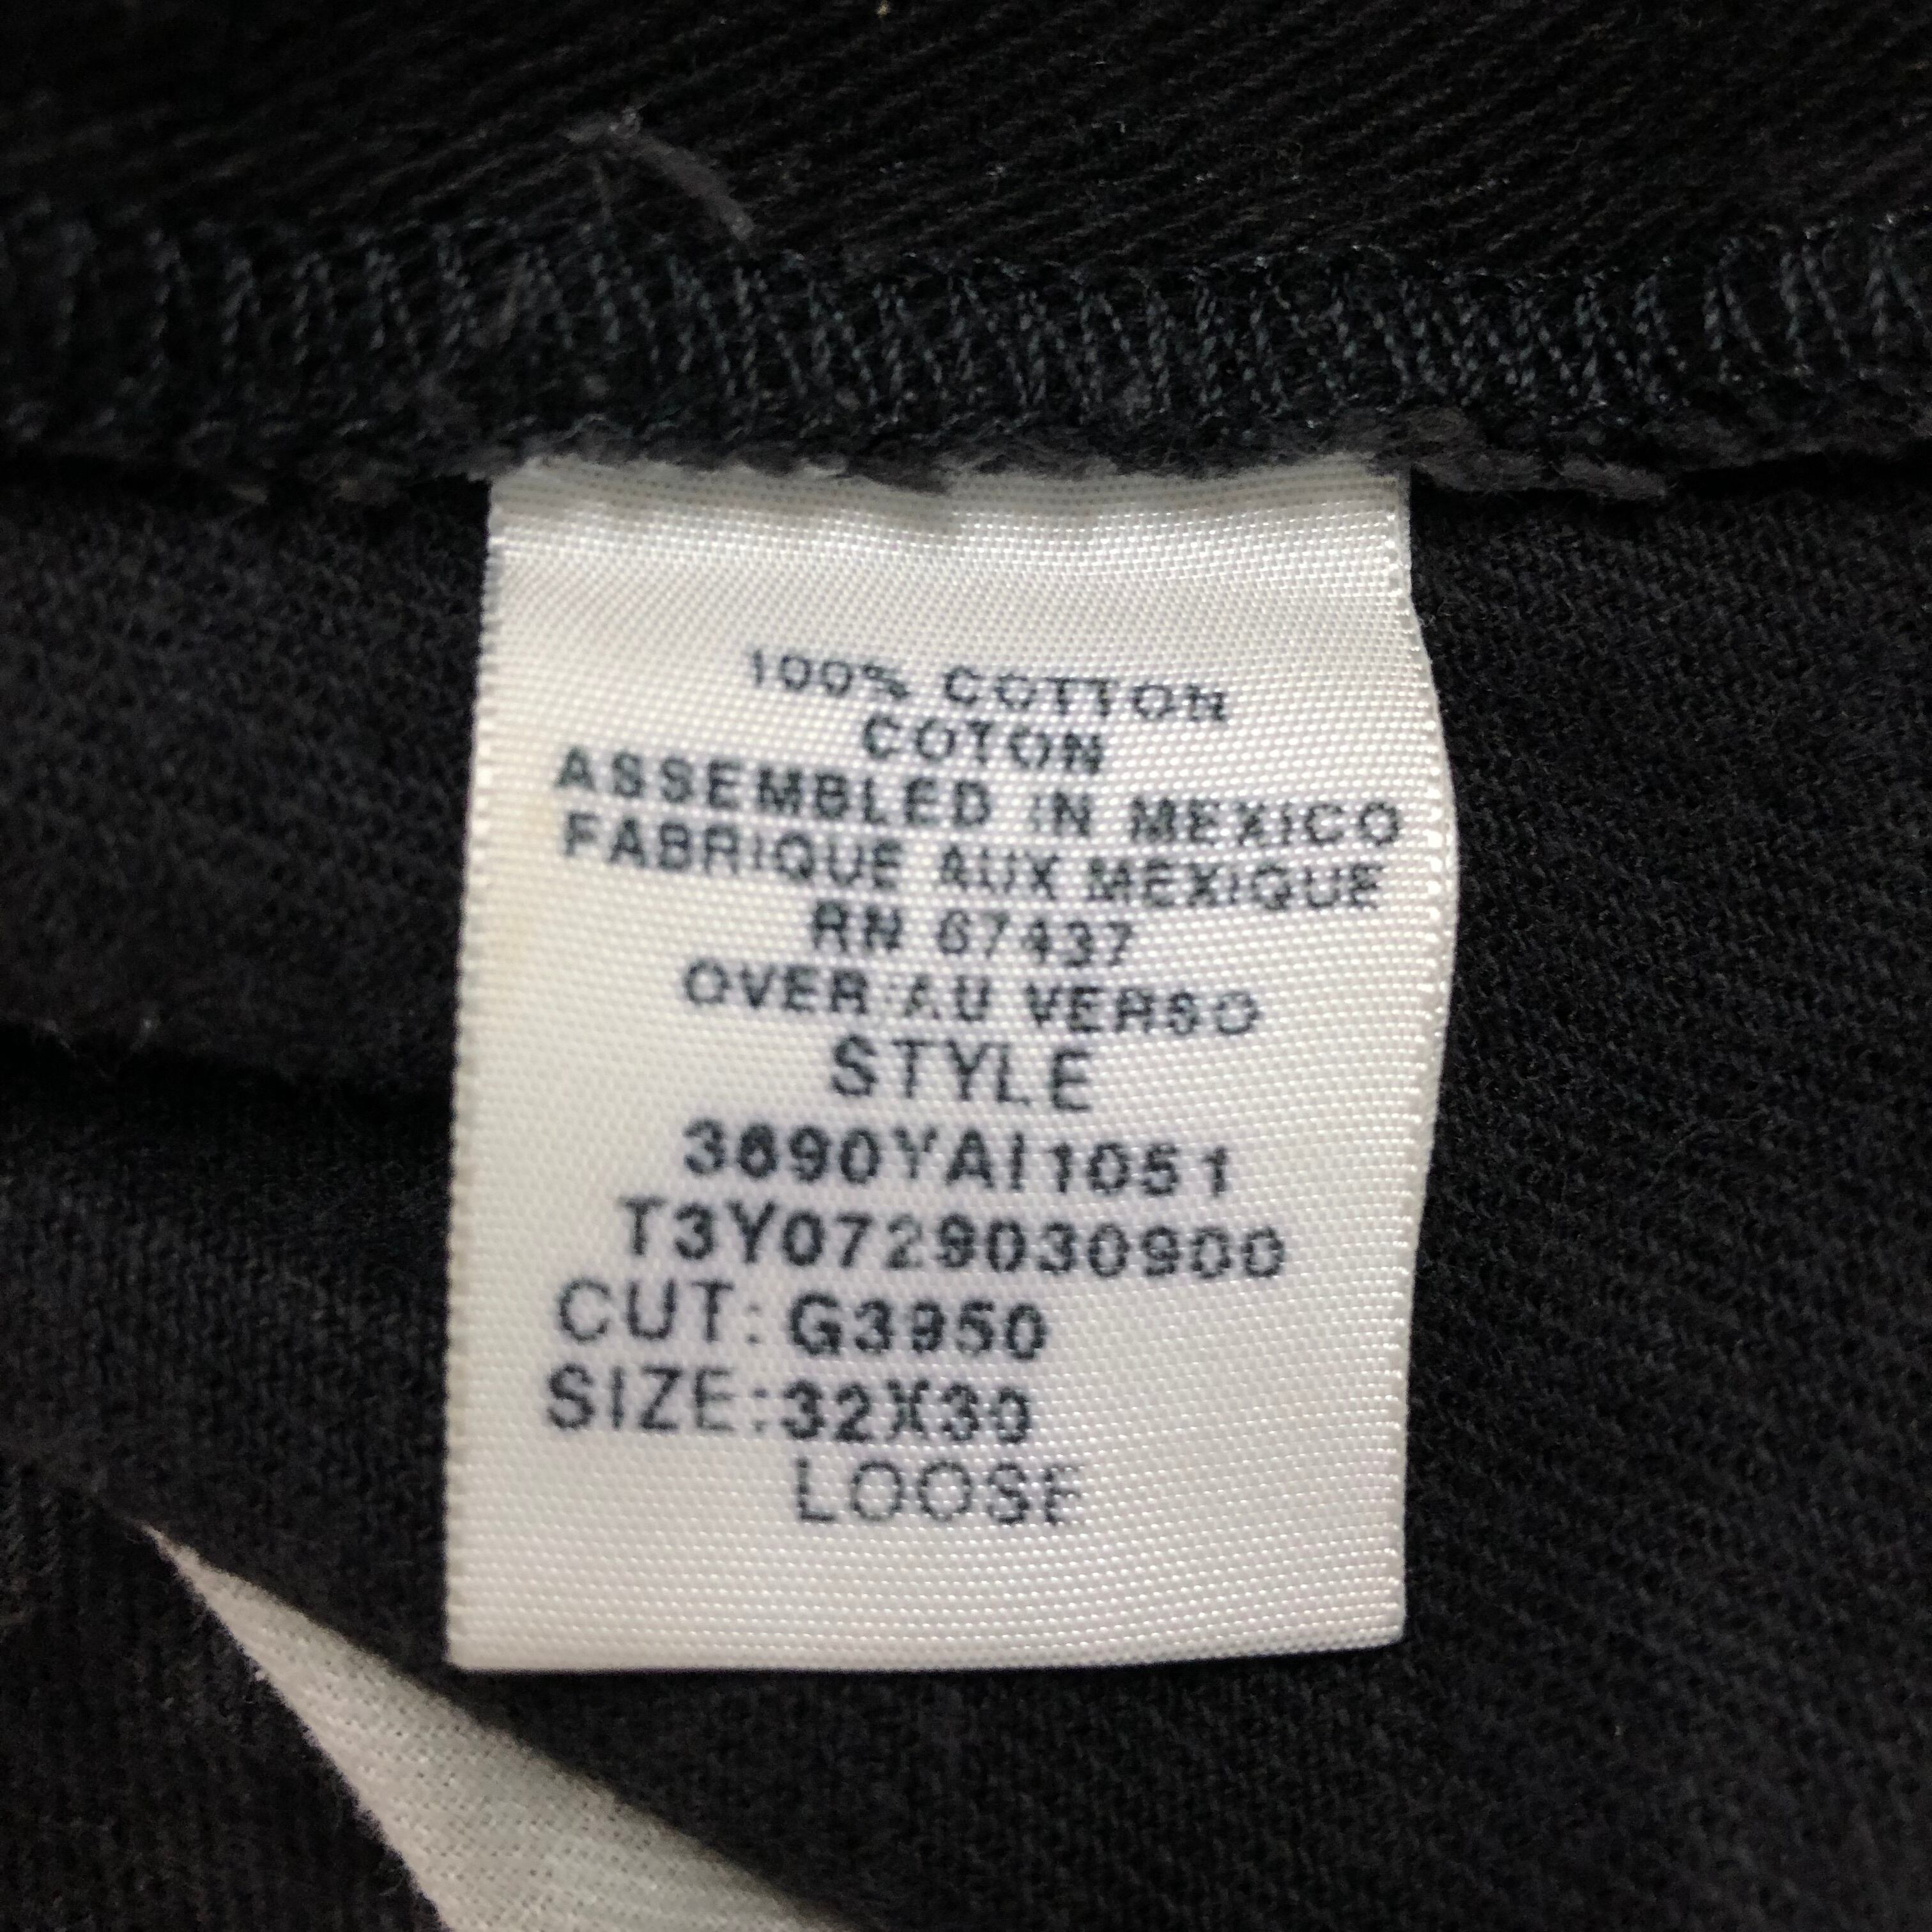 100% COTTON
COTON
ASSEMBLED IN MEXICO
FABRIQUE AUX MEXIQUE
RN 67437
OVER/AU VERSO
STYLE
3690YAI1051
T3Y0729030900
CUT: G3950
SIZE:32X30
LOOSE